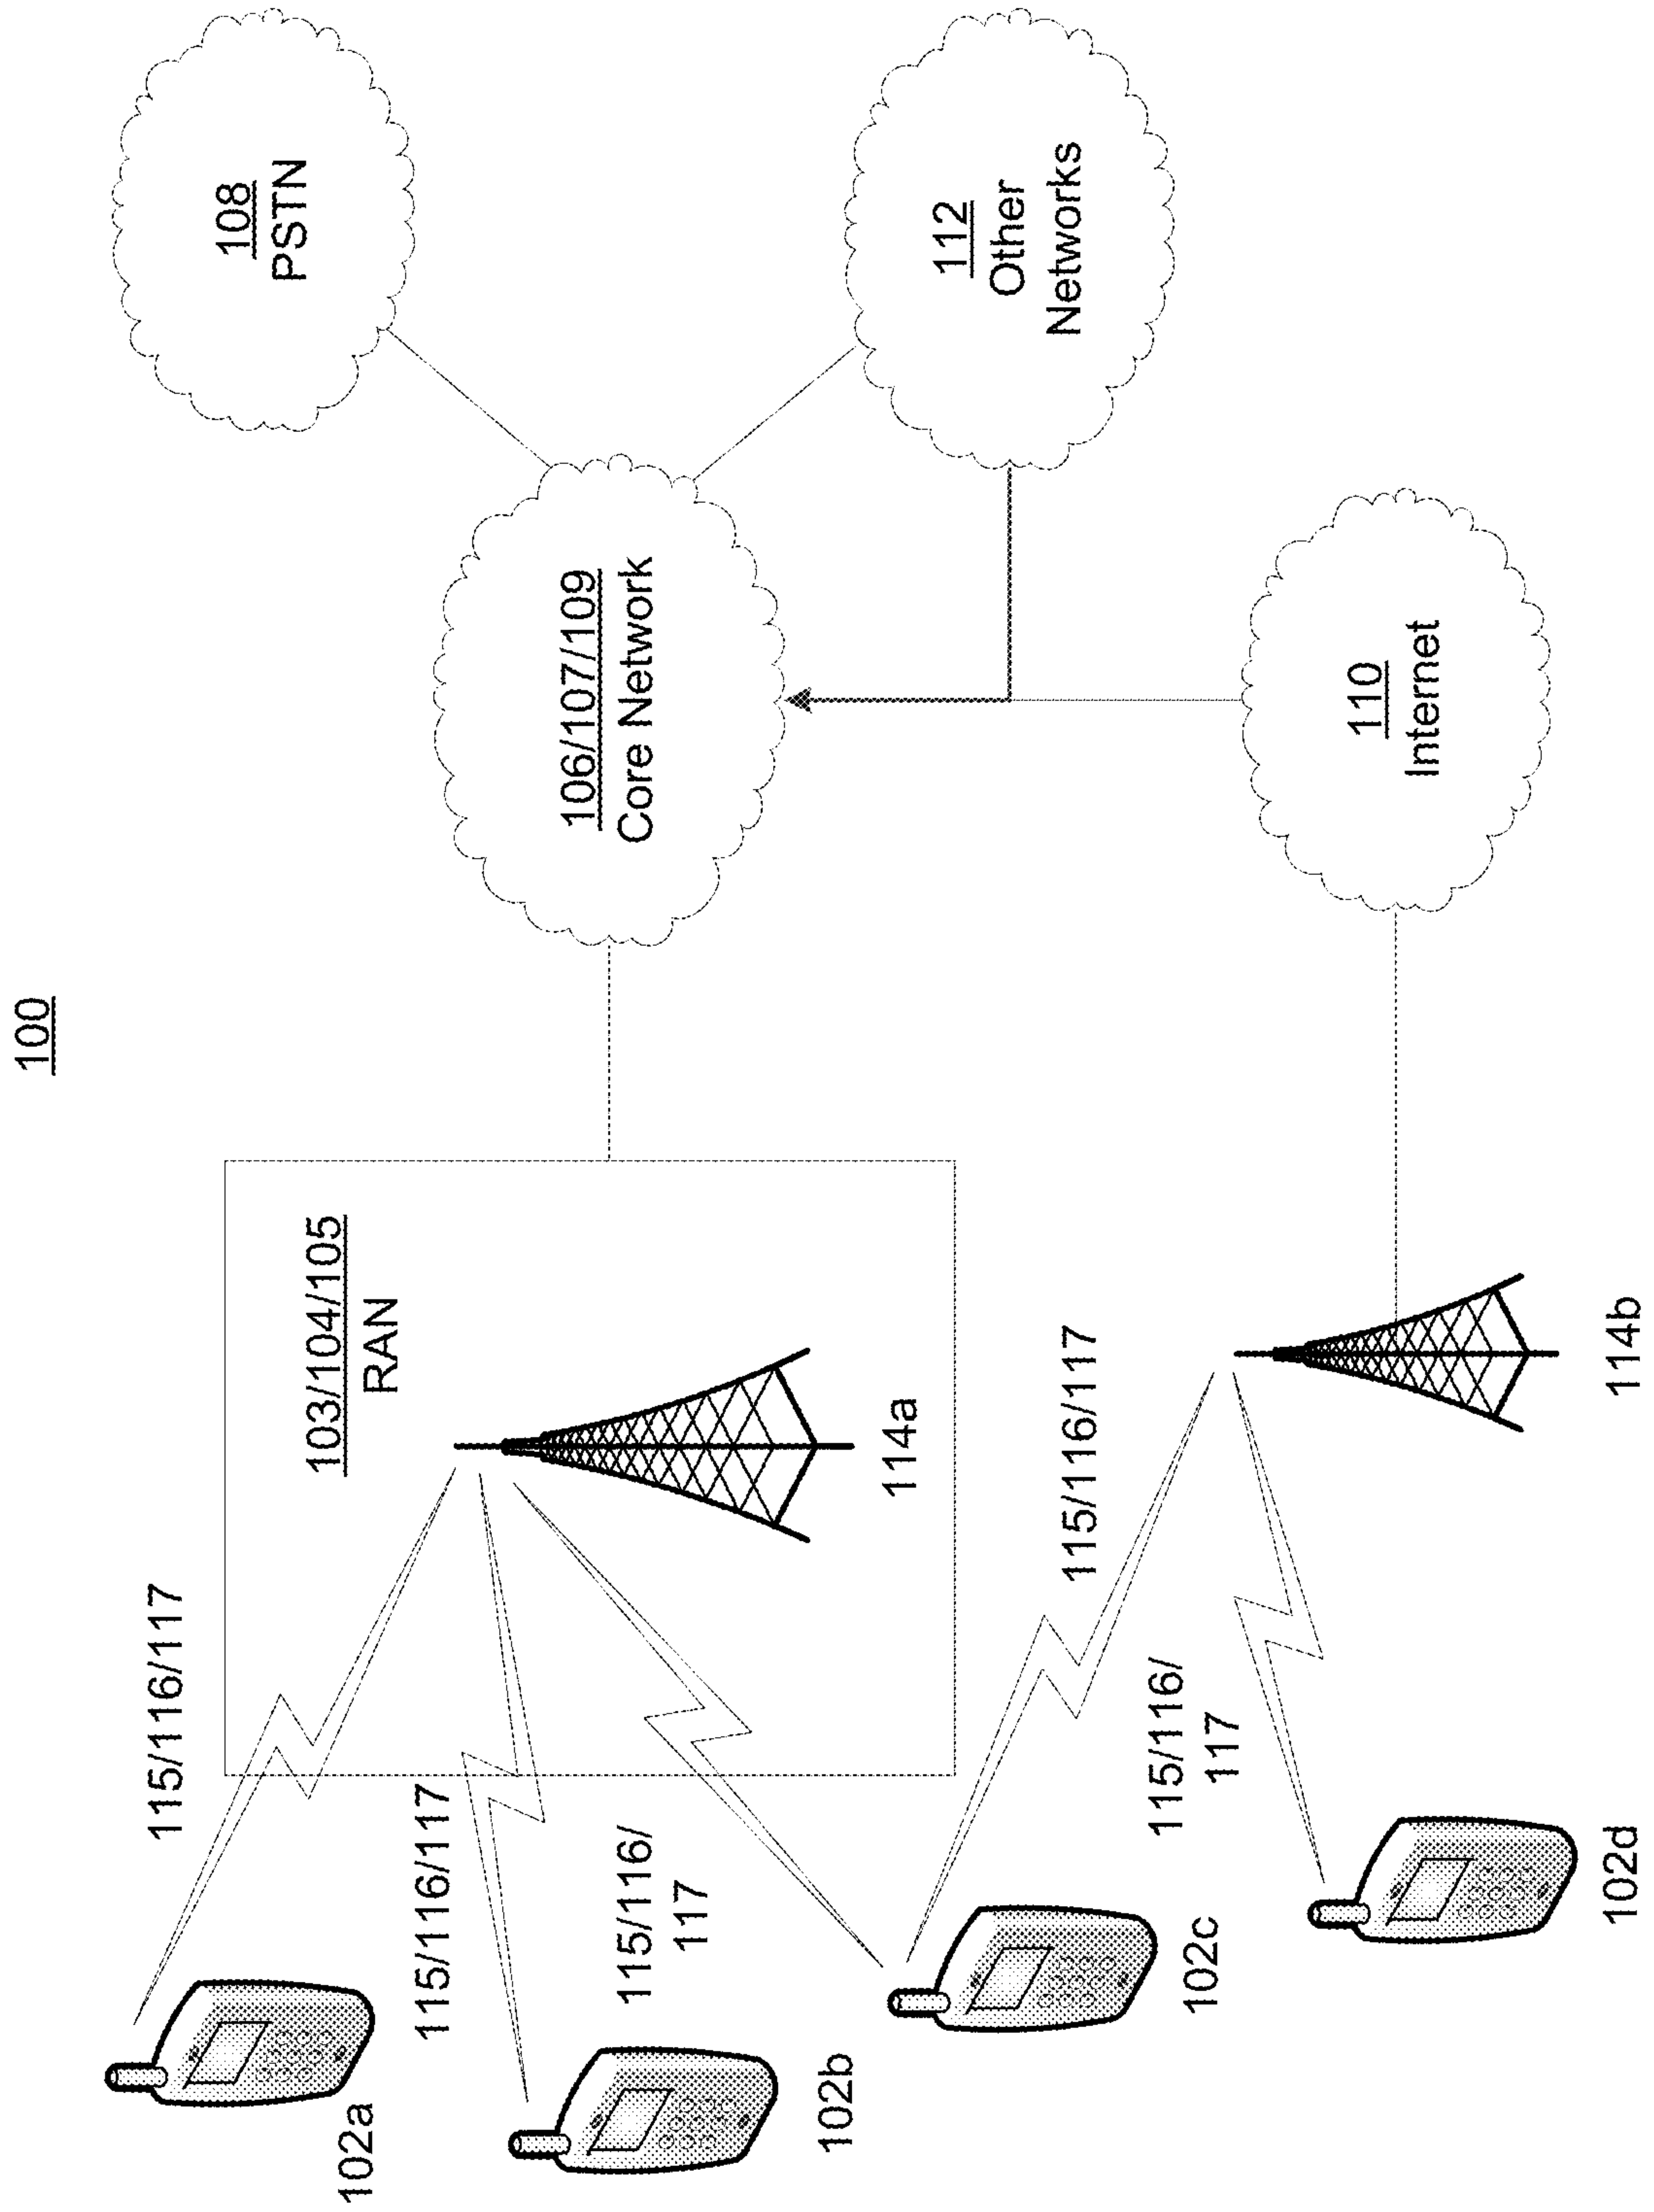 100
115/116/117
103/104/105
RAN
108
PSTN
106/107/109
Core Network
102a
115/116/117
114a
112
Other
Networks
102b
115/116/
117
115/116/117
102c
115/116/
117
110
Internet
102d
114b